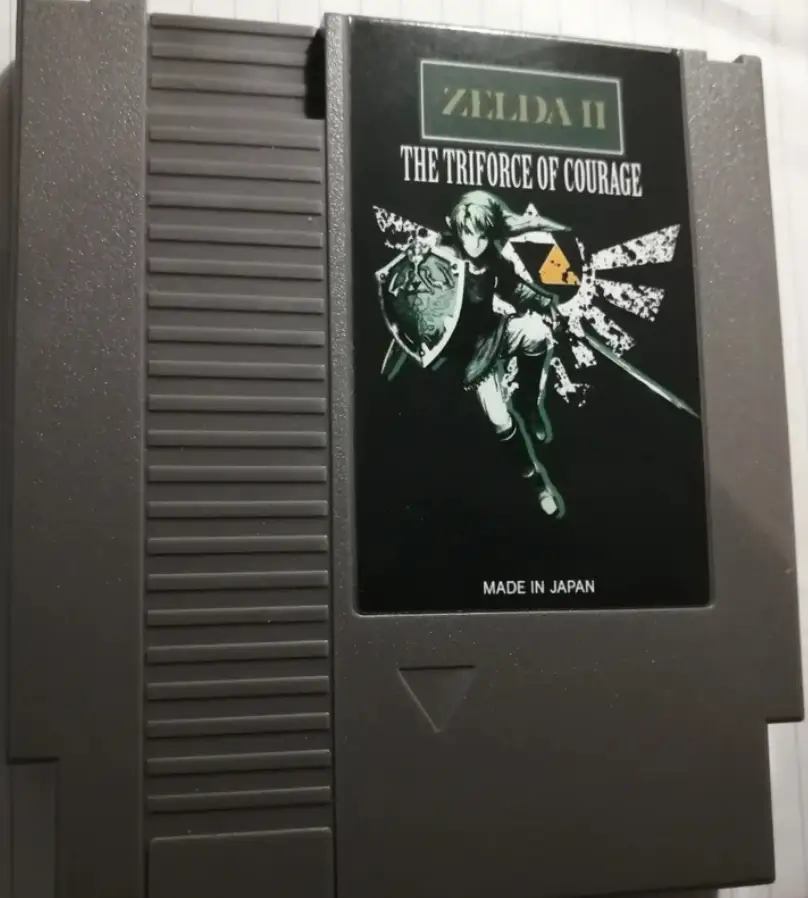 ZELDA II
THE TRIFORCE OF COURAGE
MADE IN JAPAN